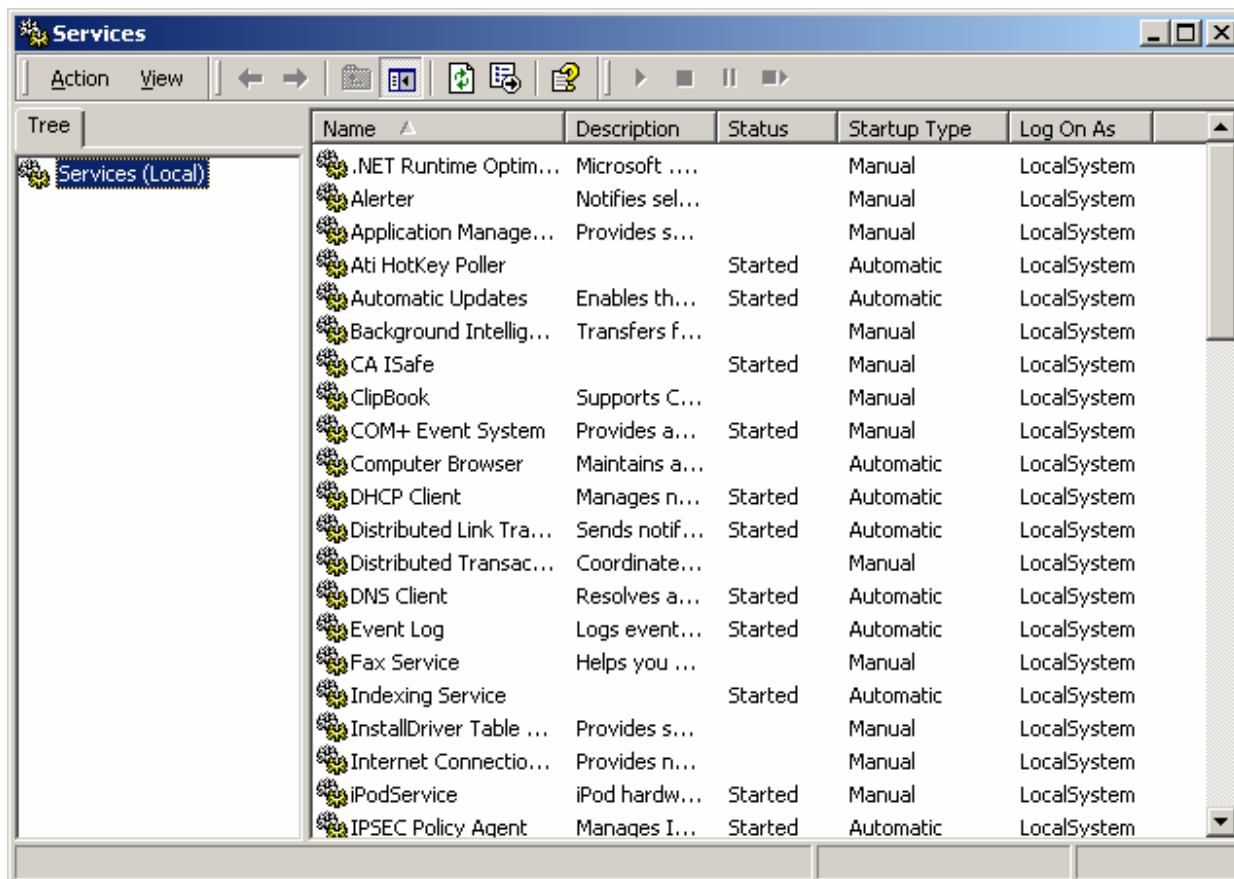 Services
Action View
Tree
Services (Local)
Name Description Status Startup Type Log On As
.NET Runtime Optim... Microsoft .... Manual LocalSystem
Alerter Notifies sel... Manual LocalSystem
Application Manage... Provides s... Manual LocalSystem
Ati HotKey Poller Started Automatic LocalSystem
Automatic Updates Enables th... Started Automatic LocalSystem
Background Intellig... Transfers f... Manual LocalSystem
CA ISafe Started Manual LocalSystem
ClipBook Supports C... Manual LocalSystem
COM+ Event System Provides a... Started Manual LocalSystem
Computer Browser Maintains a... Automatic LocalSystem
DHCP Client Manages n... Started Automatic LocalSystem
Distributed Link Tra... Sends notif... Started Automatic LocalSystem
Distributed Transac... Coordinate... Manual LocalSystem
DNS Client Resolves a... Started Automatic LocalSystem
Event Log Logs event... Started Automatic LocalSystem
Fax Service Helps you ... Manual LocalSystem
Indexing Service Started Automatic LocalSystem
InstallDriver Table ... Provides s... Manual LocalSystem
Internet Connectio... Provides n... Manual LocalSystem
iPodService iPod hardw... Started Manual LocalSystem
IPSEC Policy Agent Manages I... Started Automatic LocalSystem